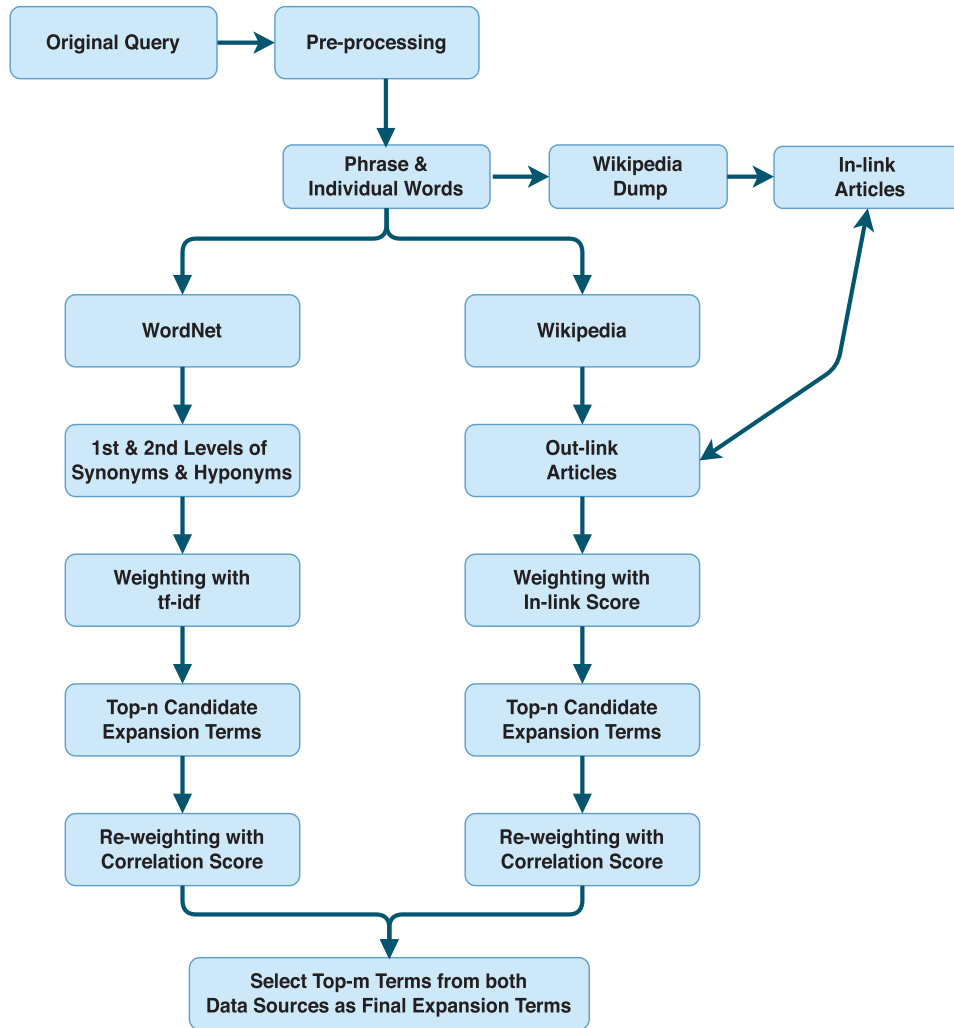 Original Query
Pre-processing
Phrase &
Individual Words
Wikipedia
Dump
In-link
Articles
WordNet
Wikipedia
1st & 2nd Levels of
Synonyms & Hyponyms
Out-link
Articles
Weighting with
tf-idf
Weighting with
In-link Score
Top-n Candidate
Expansion Terms
Top-n Candidate
Expansion Terms
Re-weighting with
Correlation Score
Re-weighting with
Correlation Score
Select Top-m Terms from both
Data Sources as Final Expansion Terms